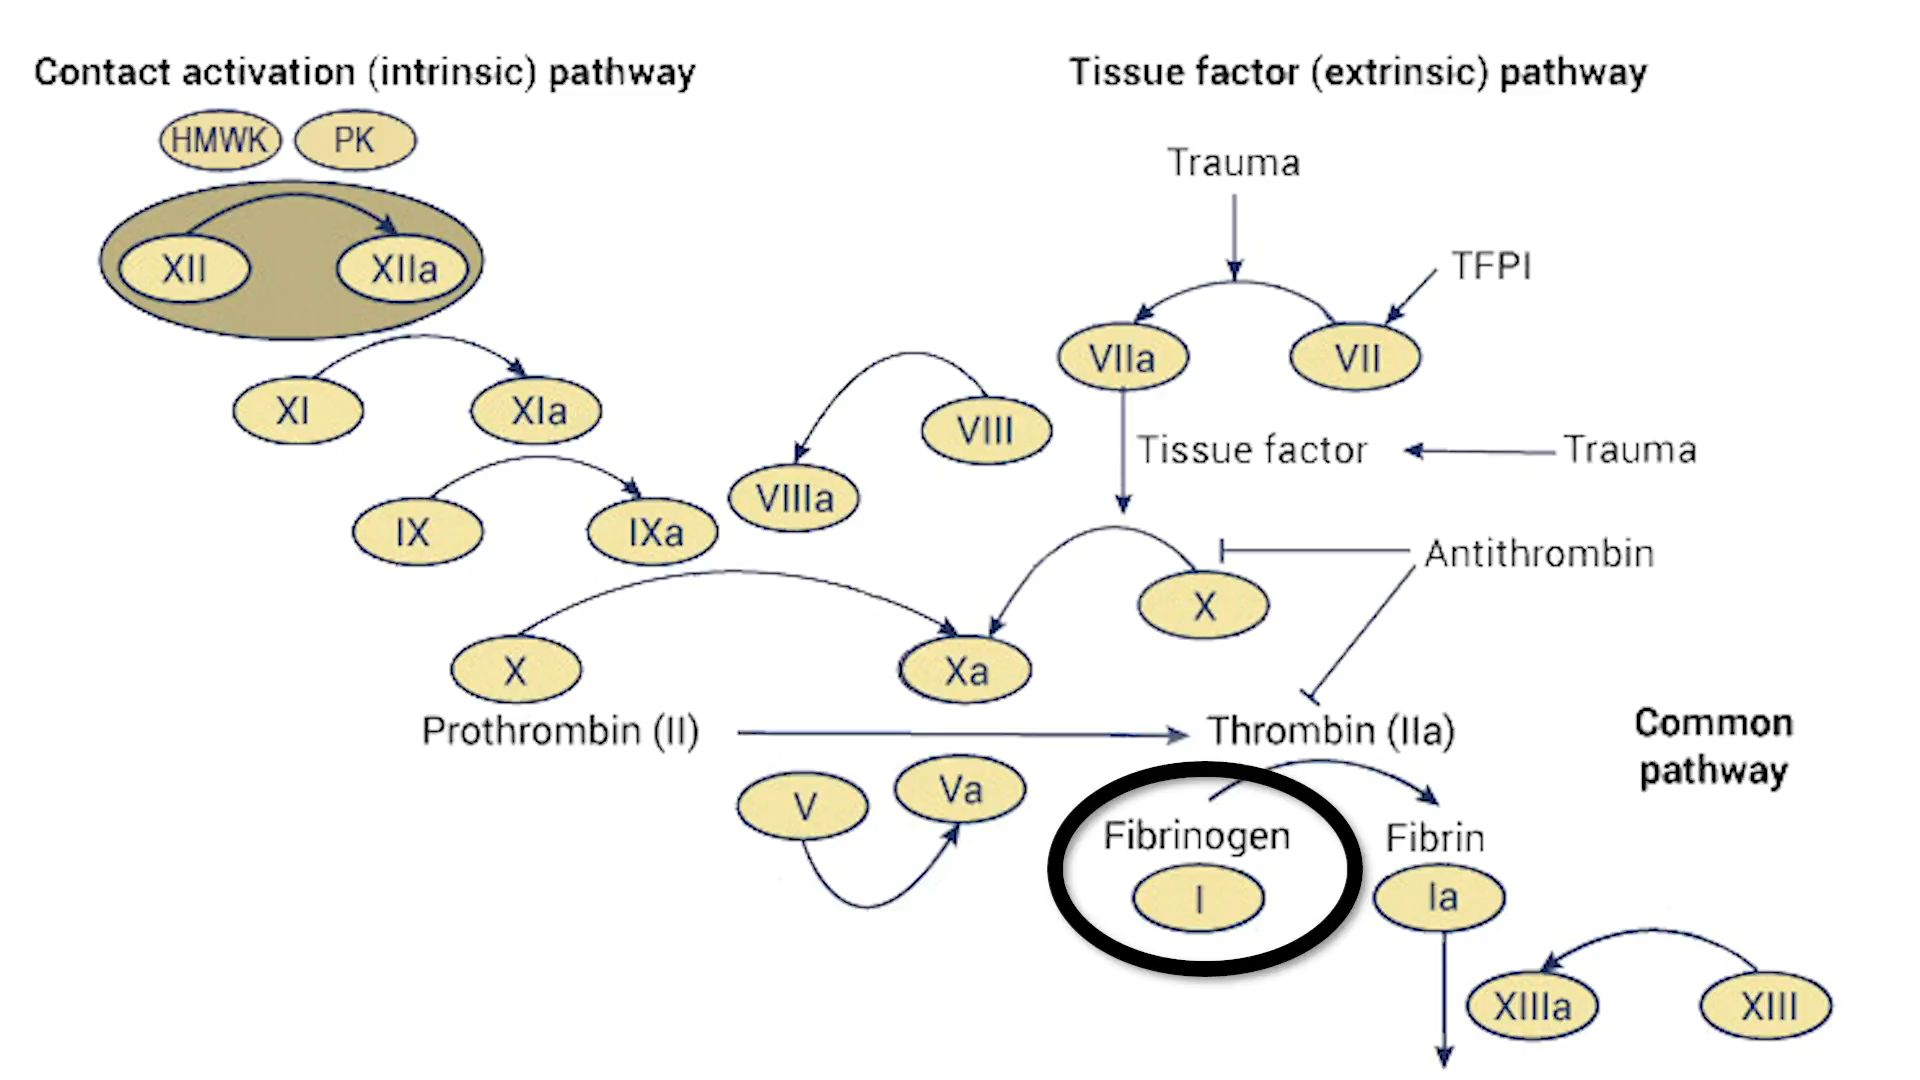 Contact activation (intrinsic) pathway
Tissue factor (extrinsic) pathway
HMWK
PK
Trauma
XII
XIIa
TFPI
VIIa
VII
XI
XIa
VIII
Tissue factor
Trauma
VIIIa
IX
IXa
Antithrombin
X
X
Xa
Prothrombin (II)
Thrombin (IIa)
Common
pathway
V
Va
Fibrinogen
Fibrin
I
Ia
XIIIa
XIII